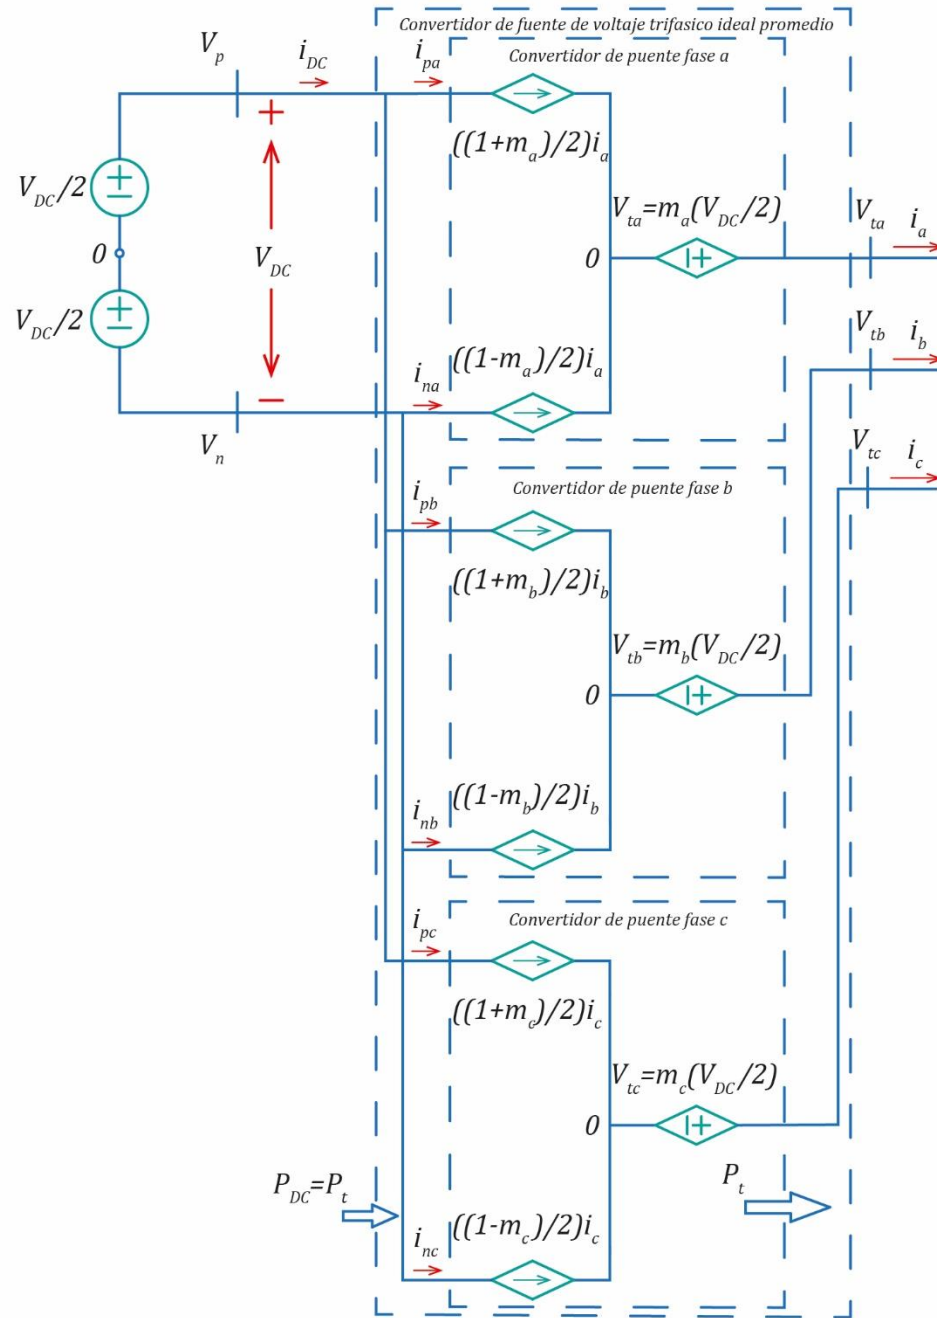 Convertidor de fuente de voltaje trifasico ideal promedio
V_p
i_DC
i_pa
Convertidor de puente fase a
+
((1+m_a)/2)i_a
V_DC/2
+
−
V_ta=m_a(V_DC/2)
V_ta
i_a
0
V_DC
0
V_DC/2
+
−
V_tb
i_b
((1-m_a)/2)i_a
i_na
−
V_n
V_tc
i_c
i_pb
Convertidor de puente fase b
((1+m_b)/2)i_b
V_tb=m_b(V_DC/2)
0
((1-m_b)/2)i_b
i_nb
i_pc
Convertidor de puente fase c
((1+m_c)/2)i_c
V_tc=m_c(V_DC/2)
0
P_DC=P_t
P_t
((1-m_c)/2)i_c
i_nc